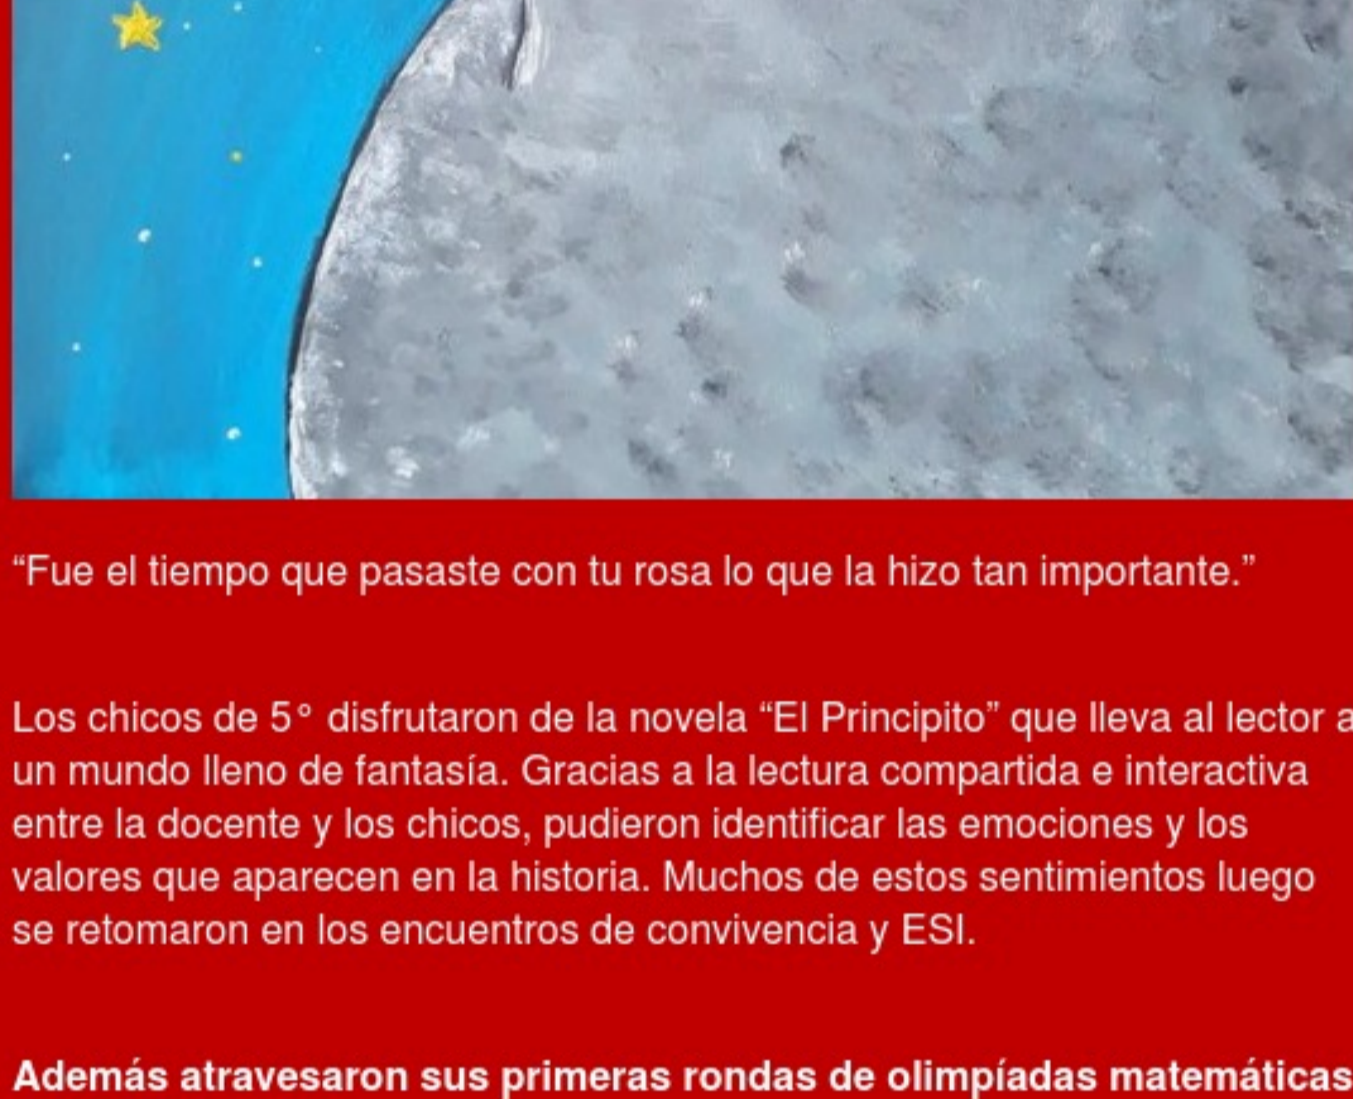 “Fue el tiempo que pasaste con tu rosa lo que la hizo tan importante.”
Los chicos de 5° disfrutaron de la novela “El Principito” que lleva al lector a
un mundo lleno de fantasía. Gracias a la lectura compartida e interactiva
entre la docente y los chicos, pudieron identificar las emociones y los
valores que aparecen en la historia. Muchos de estos sentimientos luego
se retomaron en los encuentros de convivencia y ESI.
Además atravesaron sus primeras rondas de olimpíadas matemáticas